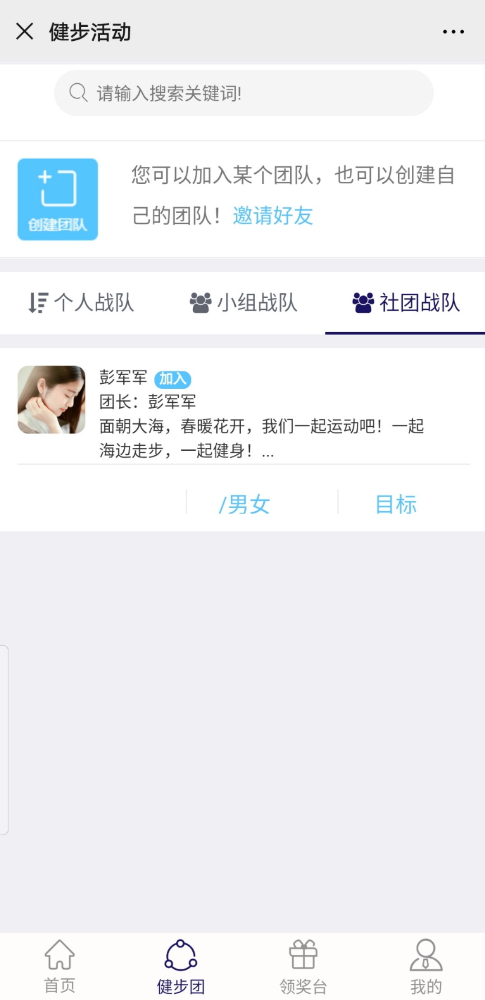 健步活动
请输入搜索关键词!
您可以加入某个团队，也可以创建自
己的团队！邀请好友
创建团队
个人战队
小组战队
社团战队
彭军军 加入
团长：彭军军
面朝大海，春暖花开，我们一起运动吧！一起
海边走步，一起健身！...
/男女
目标
首页
健步团
领奖台
我的